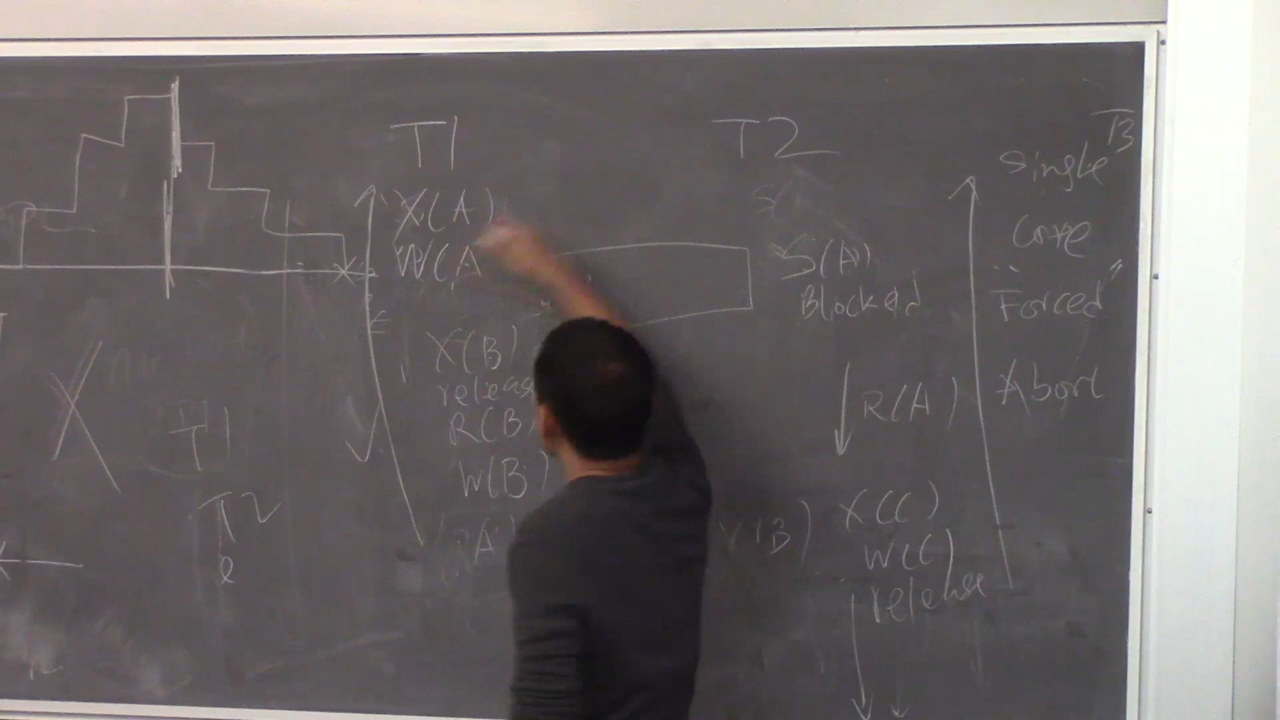 T1
X(A)
W(A
X(B)
release
R(B)
W(B)
T2
S(A)
Blocked
R(A)
X(C)
W(C)
release
T3
Single
Core
"Forced"
Abort
T1
T2